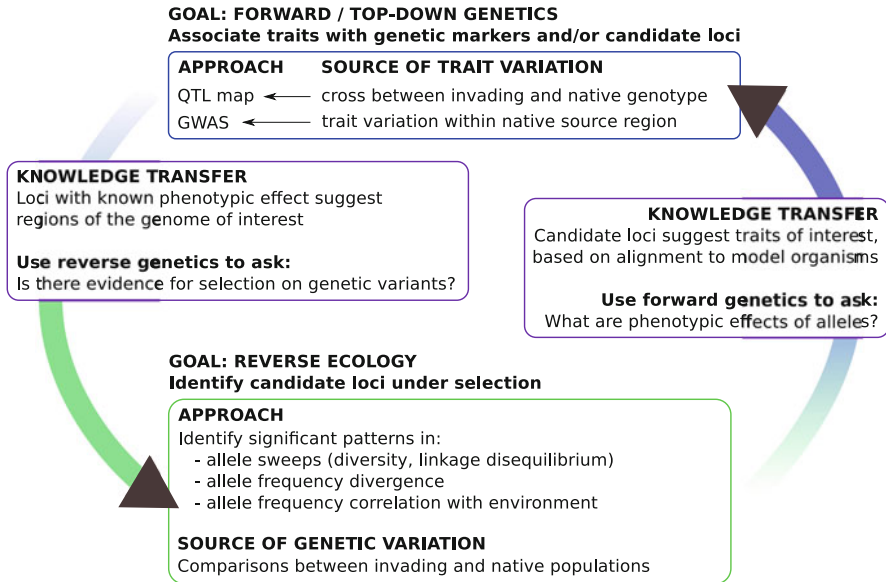 GOAL: FORWARD / TOP-DOWN GENETICS
Associate traits with genetic markers and/or candidate loci
APPROACH SOURCE OF TRAIT VARIATION
QTL map cross between invading and native genotype
GWAS trait variation within native source region
KNOWLEDGE TRANSFER
Loci with known phenotypic effect suggest
regions of the genome of interest
Use reverse genetics to ask:
Is there evidence for selection on genetic variants?
KNOWLEDGE TRANSFER
Candidate loci suggest traits of interest,
based on alignment to model organisms
Use forward genetics to ask:
What are phenotypic effects of alleles?
GOAL: REVERSE ECOLOGY
Identify candidate loci under selection
APPROACH
Identify significant patterns in:
- allele sweeps (diversity, linkage disequilibrium)
- allele frequency divergence
- allele frequency correlation with environment
SOURCE OF GENETIC VARIATION
Comparisons between invading and native populations